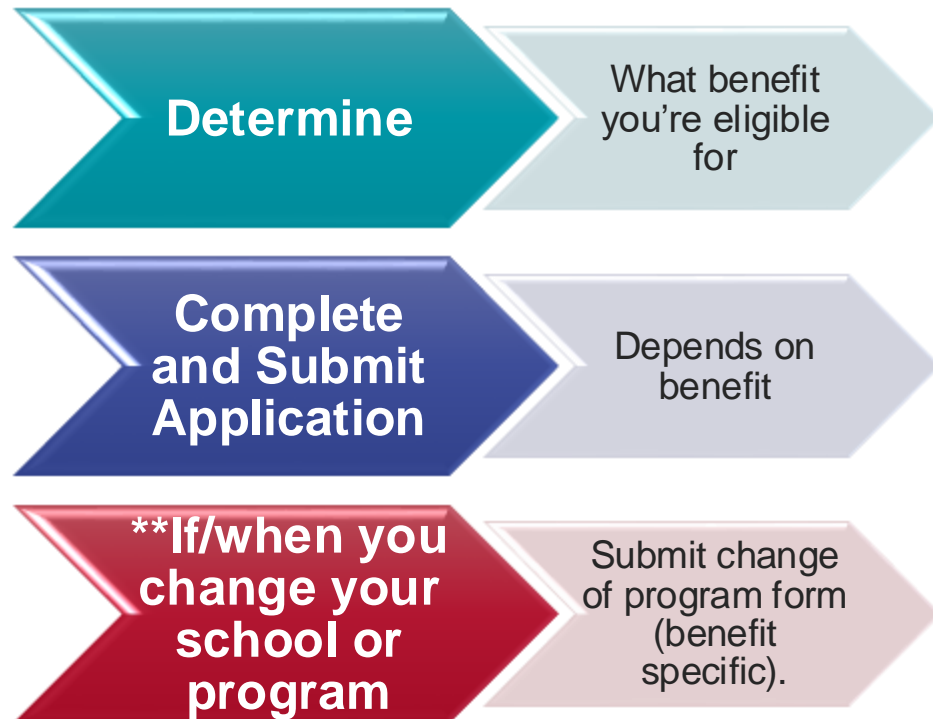 Determine
What benefit
you’re eligible
for
Complete
and Submit
Application
Depends on
benefit
**If/when you
change your
school or
program
Submit change
of program form
(benefit
specific).